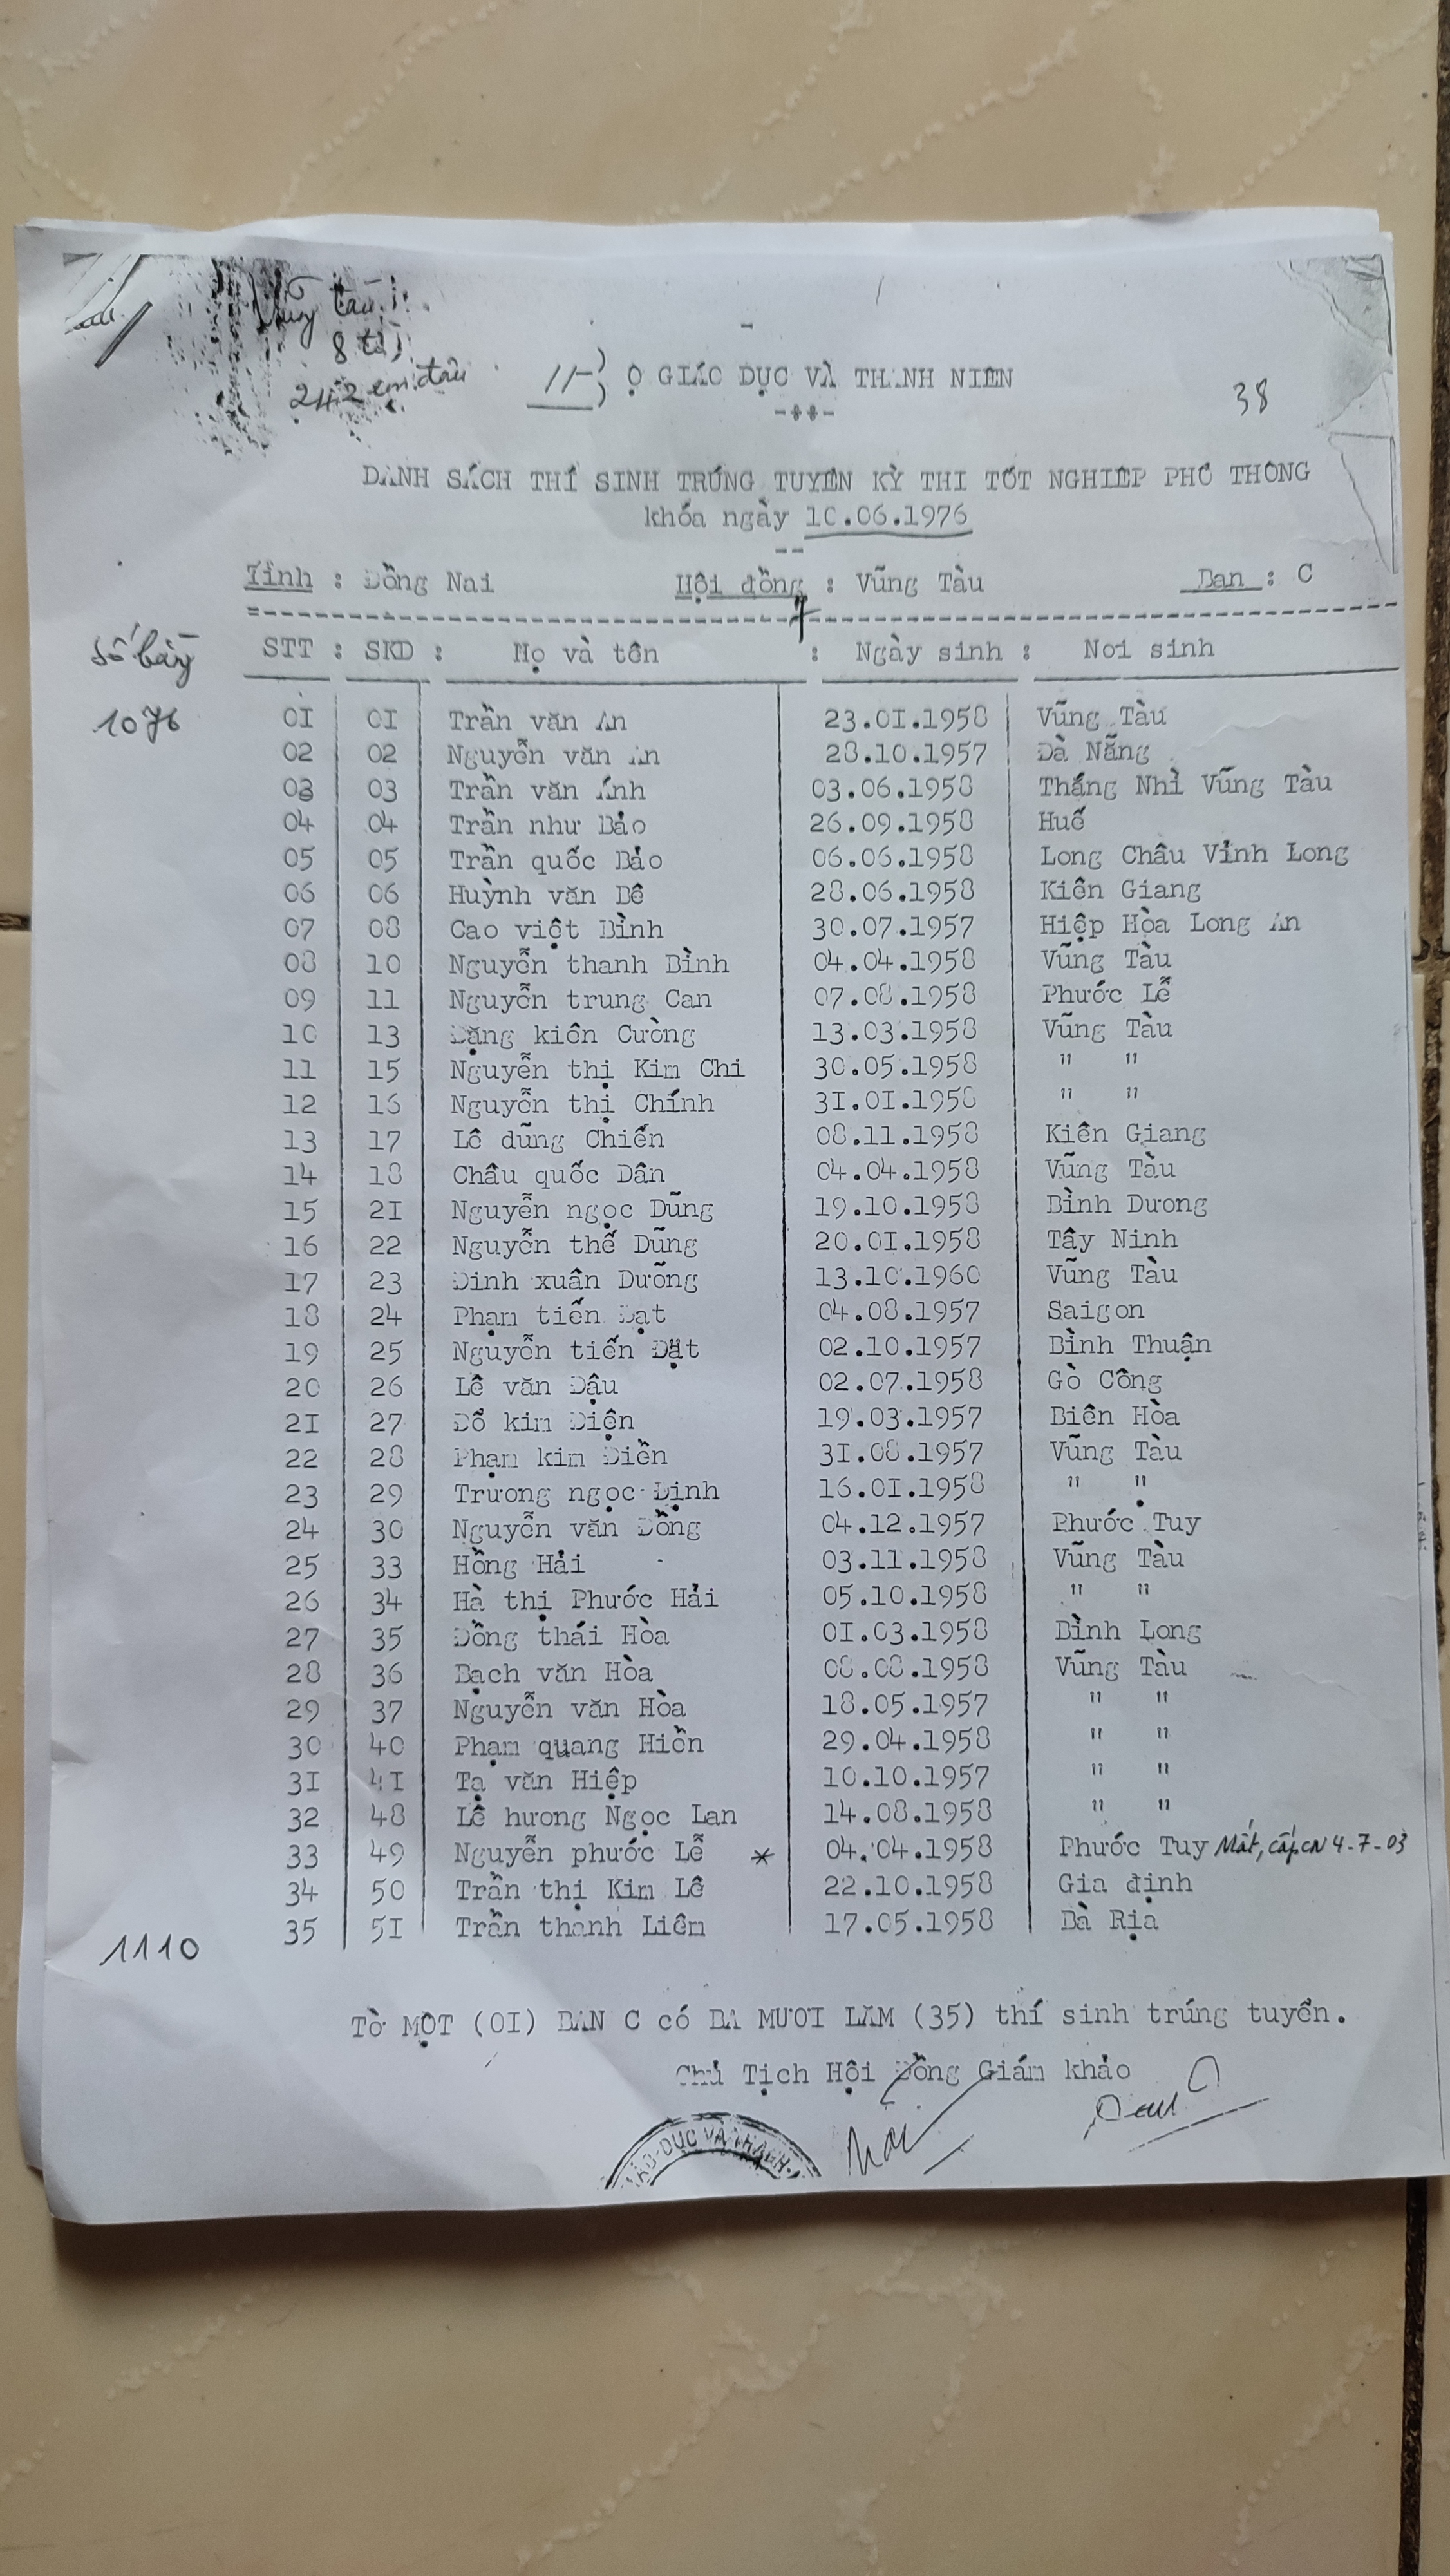 Vũng tàu
8 tờ
242 em đậu
11
Ộ GIÁO DỤC VÀ THANH NIÊN
38
DANH SÁCH THÍ SINH TRÚNG TUYỂN KỲ THI TỐT NGHIỆP PHỔ THÔNG
khóa ngày 10.06.1976
Tỉnh : Đồng Nai Hội đồng : Vũng Tàu Ban : C
Số bằng STT : SKD : Họ và tên : Ngày sinh : Nơi sinh
1076 01 01 Trần văn An 23.01.1958 Vũng Tàu
02 02 Nguyễn văn An 28.10.1957 Đà Nẵng
03 03 Trần văn Ánh 03.06.1958 Thắng Nhì Vũng Tàu
04 04 Trần như Bảo 26.09.1958 Huế
05 05 Trần quốc Bảo 06.06.1958 Long Châu Vĩnh Long
06 06 Huỳnh văn Bê 28.06.1958 Kiên Giang
07 08 Cao việt Bình 30.07.1957 Hiệp Hòa Long An
08 10 Nguyễn thanh Bình 04.04.1958 Vũng Tàu
09 11 Nguyễn trung Can 07.08.1958 Phước Lễ
10 13 Đặng kiên Cường 13.03.1958 Vũng Tàu
11 15 Nguyễn thị Kim Chi 30.05.1958 " "
12 16 Nguyễn thị Chính 31.01.1958 " "
13 17 Lê dũng Chiến 08.11.1958 Kiên Giang
14 18 Châu quốc Dân 04.04.1958 Vũng Tàu
15 21 Nguyễn ngọc Dũng 19.10.1958 Bình Dương
16 22 Nguyễn thế Dũng 20.01.1958 Tây Ninh
17 23 Đinh xuân Dưỡng 13.10.1960 Vũng Tàu
18 24 Phạm tiến Đạt 04.08.1957 Saigon
19 25 Nguyễn tiến Đạt 02.10.1957 Bình Thuận
20 26 Lê văn Đậu 02.07.1958 Gò Công
21 27 Đổ kim Điện 19.03.1957 Biên Hòa
22 28 Phạm kim Điền 31.08.1957 Vũng Tàu
23 29 Trương ngọc Định 16.01.1958 " "
24 30 Nguyễn văn Đồng 04.12.1957 Phước Tuy
25 33 Hồng Hải 03.11.1958 Vũng Tàu
26 34 Hà thị Phước Hải 05.10.1958 " "
27 35 Đồng thái Hòa 01.03.1958 Bình Long
28 36 Bạch văn Hòa 08.08.1958 Vũng Tàu
29 37 Nguyễn văn Hòa 18.05.1957 " "
30 40 Phạm quang Hiền 29.04.1958 " "
31 41 Tạ văn Hiệp 10.10.1957 " "
32 48 Lê hương Ngọc Lan 14.08.1958 " "
33 49 Nguyễn phước Lễ * 04.04.1958 Phước Tuy Mất, cấp CN 4-7-03
34 50 Trần thị Kim Lê 22.10.1958 Gia định
1110 35 51 Trần thanh Liêm 17.05.1958 Bà Rịa
Tờ MỘT (01) BAN C có BA MƯƠI LĂM (35) thí sinh trúng tuyển.
Chủ Tịch Hội Đồng Giám khảo
ÁO-DỤC VÀ THANH